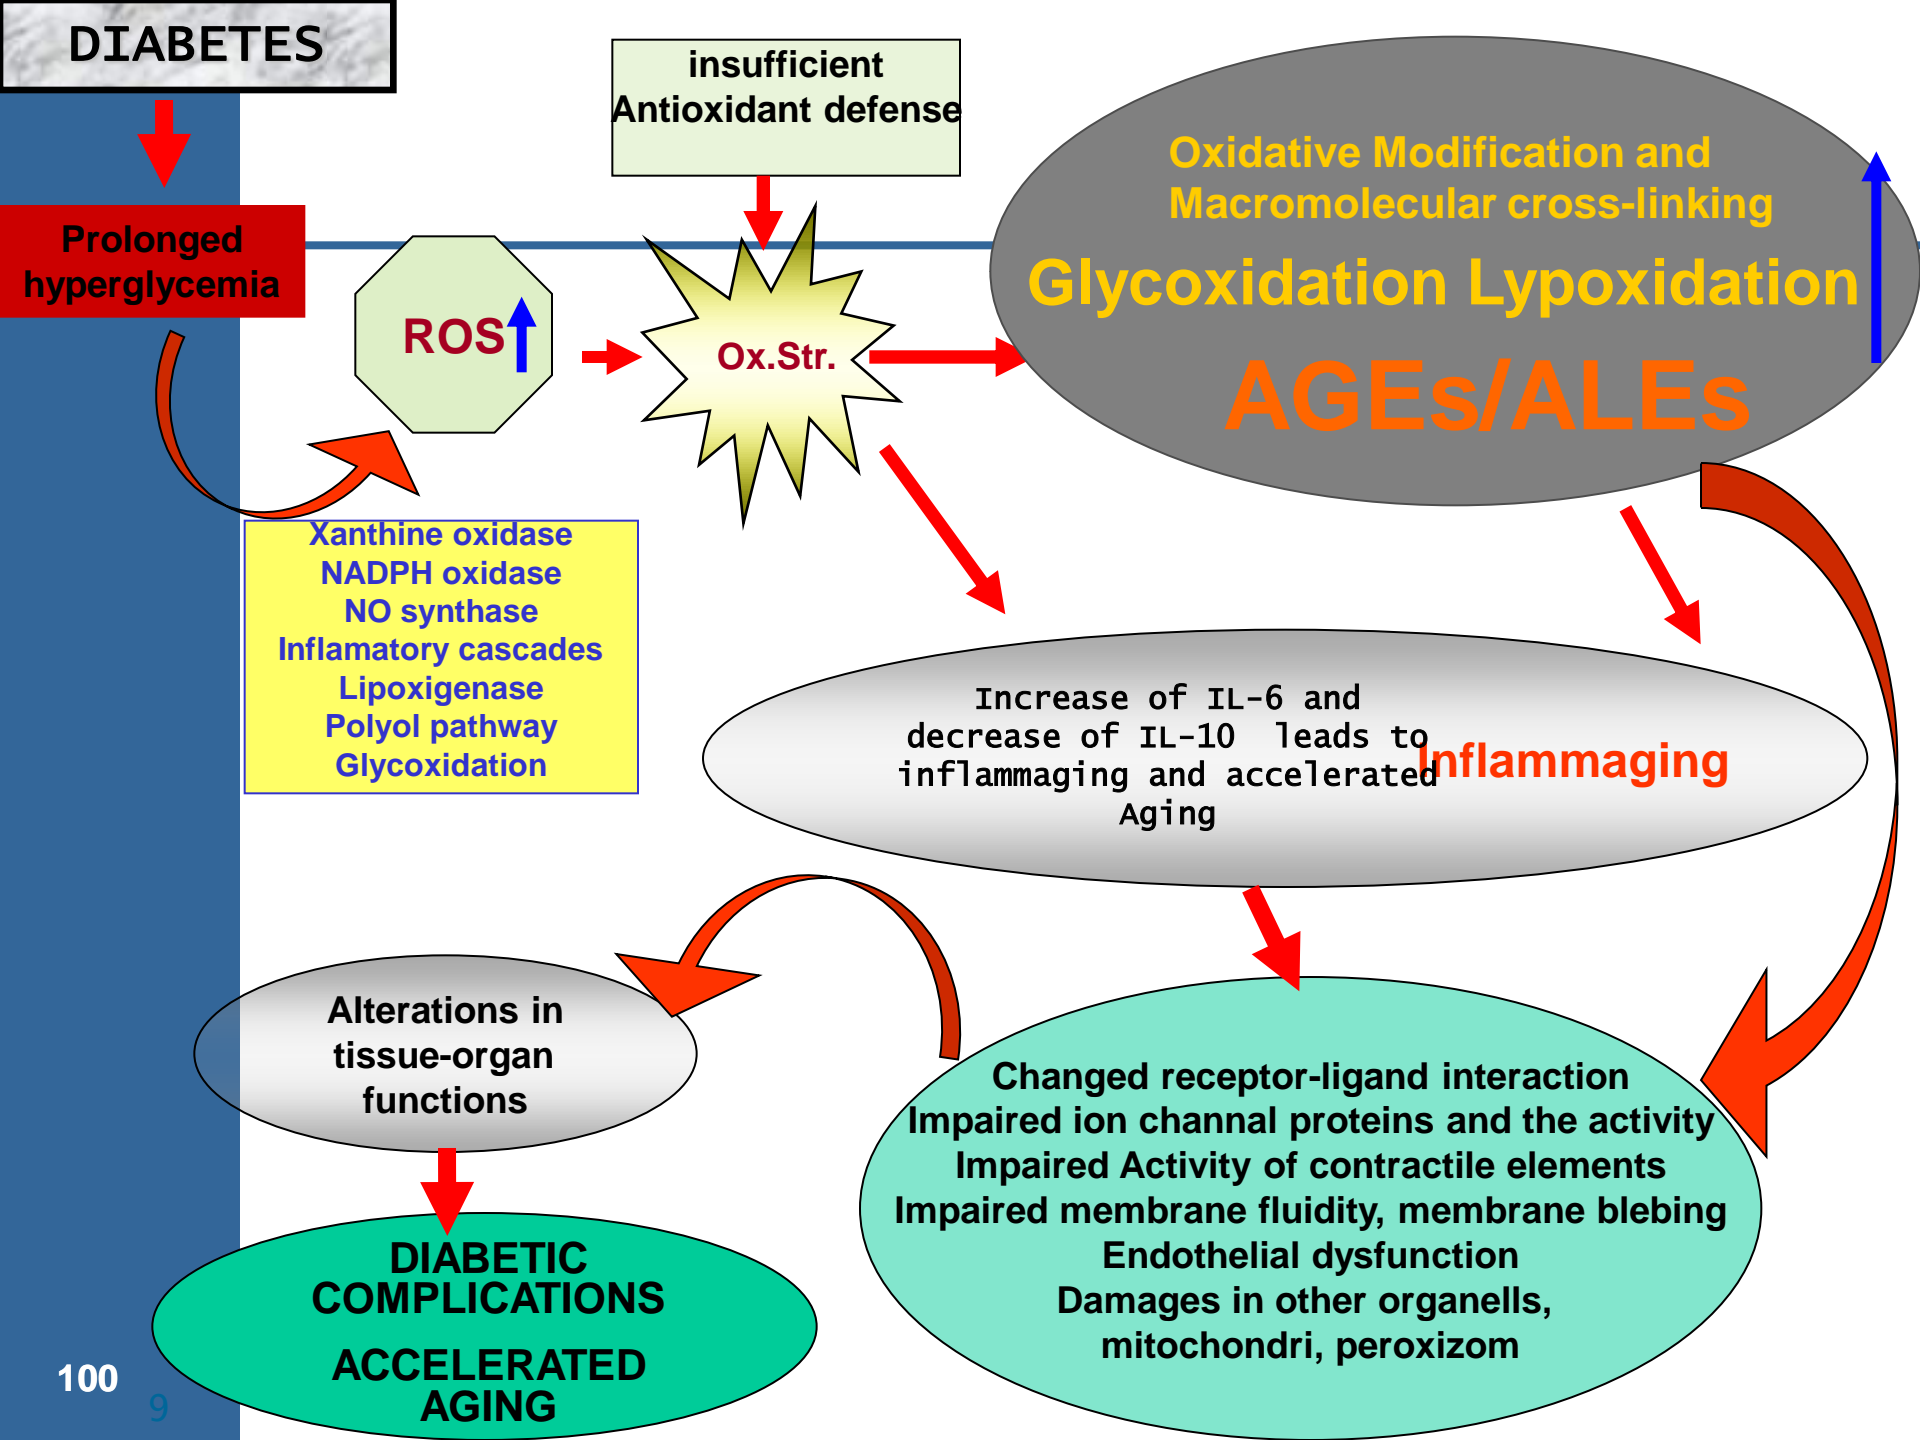 DIABETES
insufficient
Antioxidant defense
Oxidative Modification and
Macromolecular cross-linking
Glycoxidation Lypoxidation
AGEs/ALEs
Prolonged
hyperglycemia
ROS
Ox.Str.
Xanthine oxidase
NADPH oxidase
NO synthase
Inflamatory cascades
Lipoxigenase
Polyol pathway
Glycoxidation
Increase of IL-6 and
decrease of IL-10 leads to
inflammaging and accelerated
Aging
Inflammaging
Alterations in
tissue-organ
functions
Changed receptor-ligand interaction
Impaired ion channal proteins and the activity
Impaired Activity of contractile elements
Impaired membrane fluidity, membrane blebing
Endothelial dysfunction
Damages in other organells,
mitochondri, peroxizom
DIABETIC
COMPLICATIONS
ACCELERATED
AGING
100
9